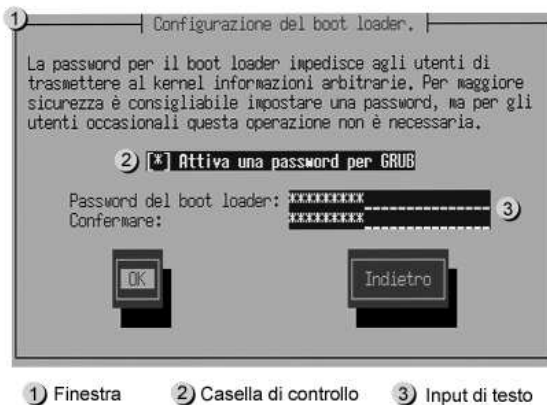 1) Configurazione del boot loader.
La password per il boot loader impedisce agli utenti di
trasmettere al kernel informazioni arbitrarie. Per maggiore
sicurezza è consigliabile impostare una password, ma per gli
utenti occasionali questa operazione non è necessaria.
2) [*] Attiva una password per GRUB
Password del boot loader: ********* 3)
Confermare: *********
OK Indietro
1) Finestra 2) Casella di controllo 3) Input di testo